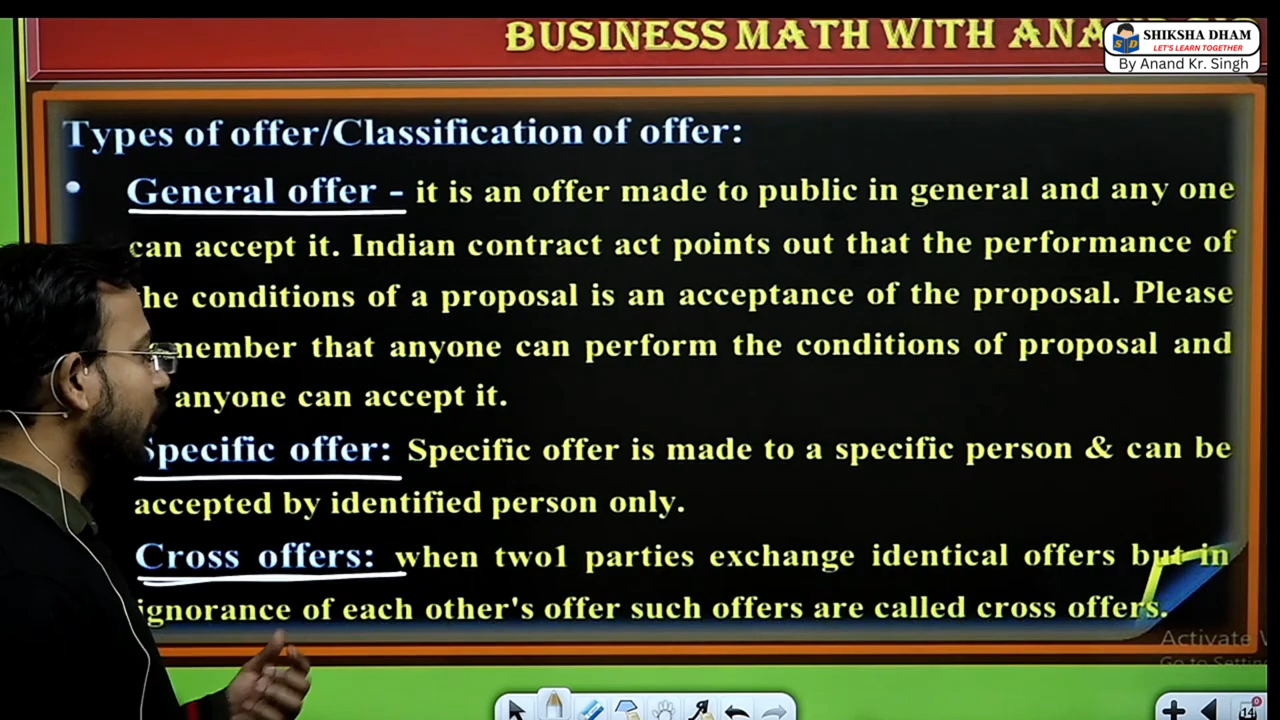 BUSINESS MATH WITH ANA
SHIKSHA DHAM
LET'S LEARN TOGETHER
By Anand Kr. Singh
Types of offer/Classification of offer:
• General offer - it is an offer made to public in general and any one
can accept it. Indian contract act points out that the performance of
the conditions of a proposal is an acceptance of the proposal. Please
member that anyone can perform the conditions of proposal and
anyone can accept it.
Specific offer: Specific offer is made to a specific person & can be
accepted by identified person only.
Cross offers: when two1 parties exchange identical offers but in
ignorance of each other's offer such offers are called cross offers.
Activate
Go to Settin
14